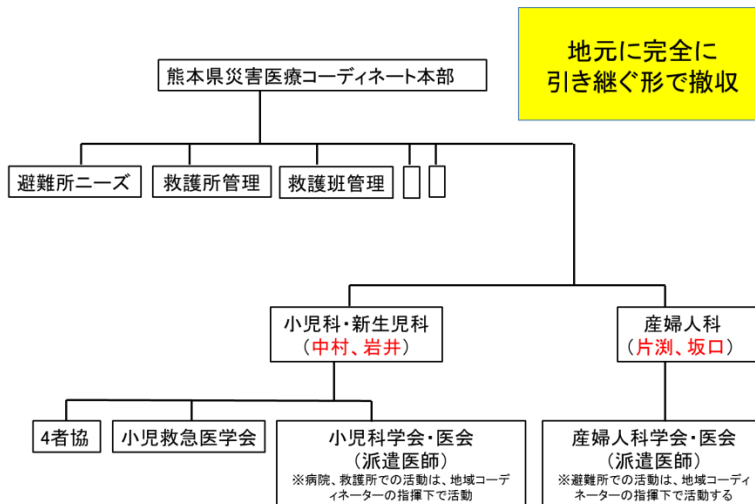 地元に完全に
引き継ぐ形で撤収
熊本県災害医療コーディネート本部
避難所ニーズ
救護所管理
救護班管理
小児科・新生児科
(中村、岩井)
産婦人科
(片渕、坂口)
4者協
小児救急医学会
小児科学会・医会
(派遣医師)
※病院、救護所での活動は、地域コーデ
ィネーターの指揮下で活動
産婦人科学会・医会
(派遣医師)
※避難所での活動は、地域コーディ
ネーターの指揮下で活動する